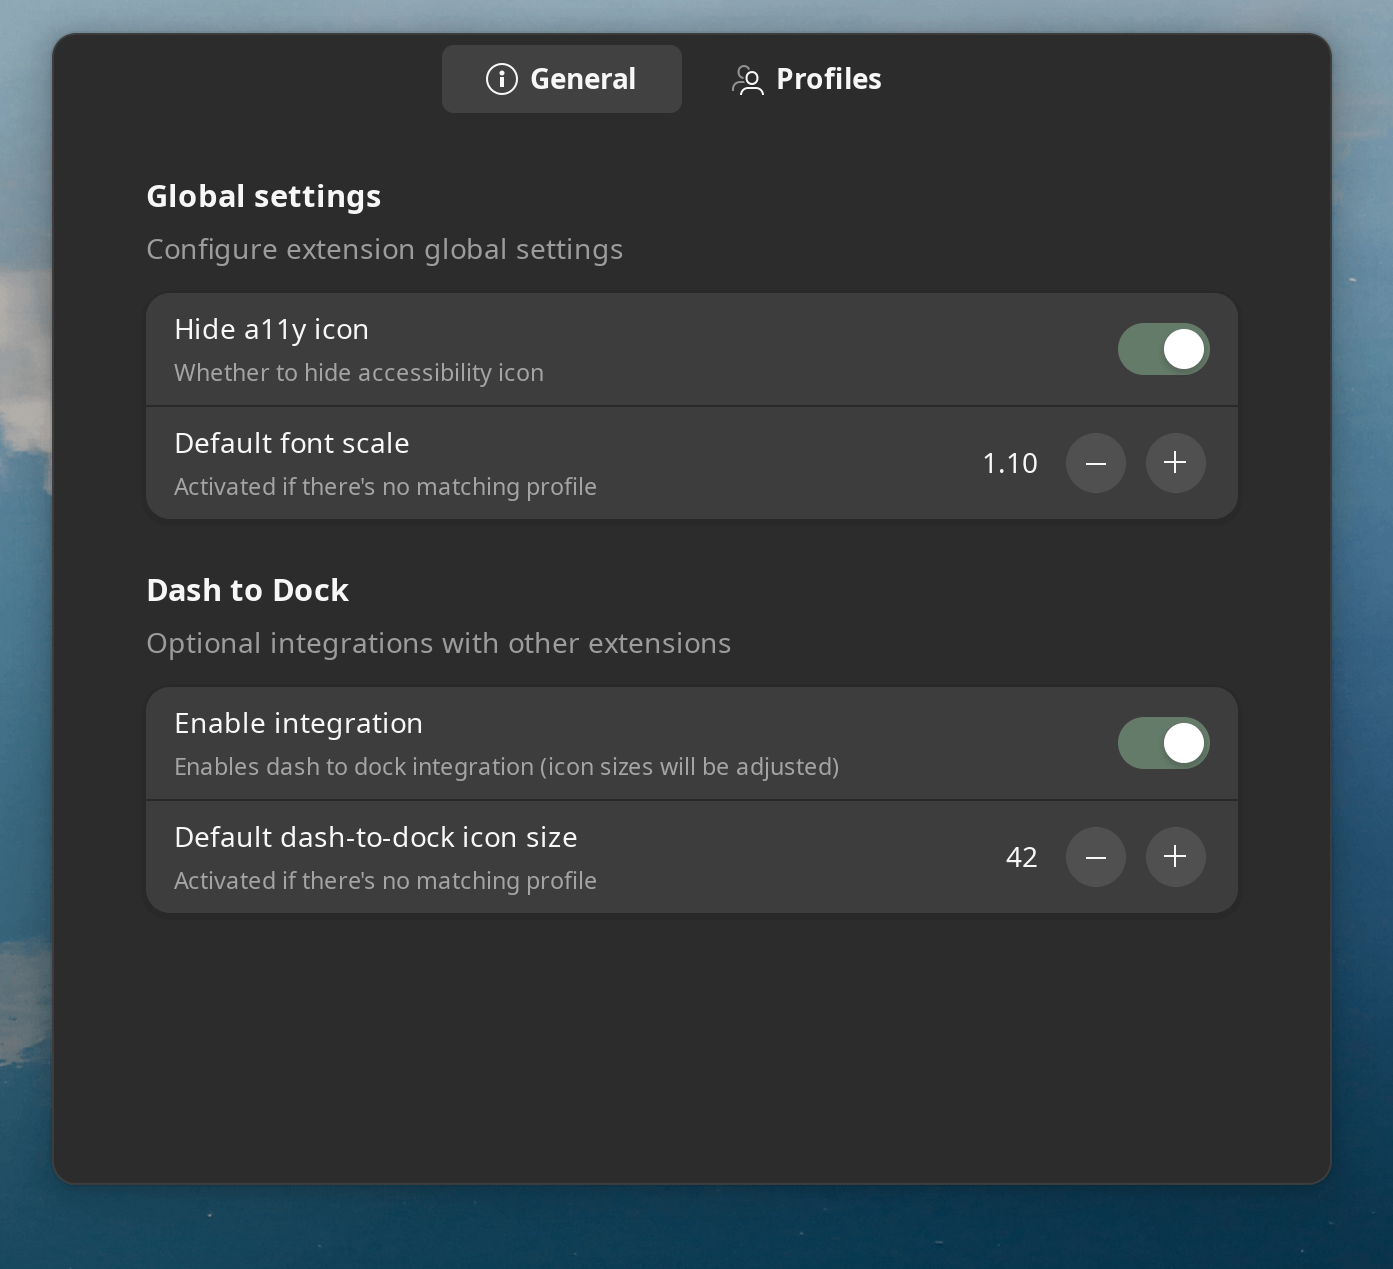 General
Profiles
Global settings
Configure extension global settings
Hide a11y icon
Whether to hide accessibility icon
Default font scale
Activated if there's no matching profile
1.10
Dash to Dock
Optional integrations with other extensions
Enable integration
Enables dash to dock integration (icon sizes will be adjusted)
Default dash-to-dock icon size
Activated if there's no matching profile
42